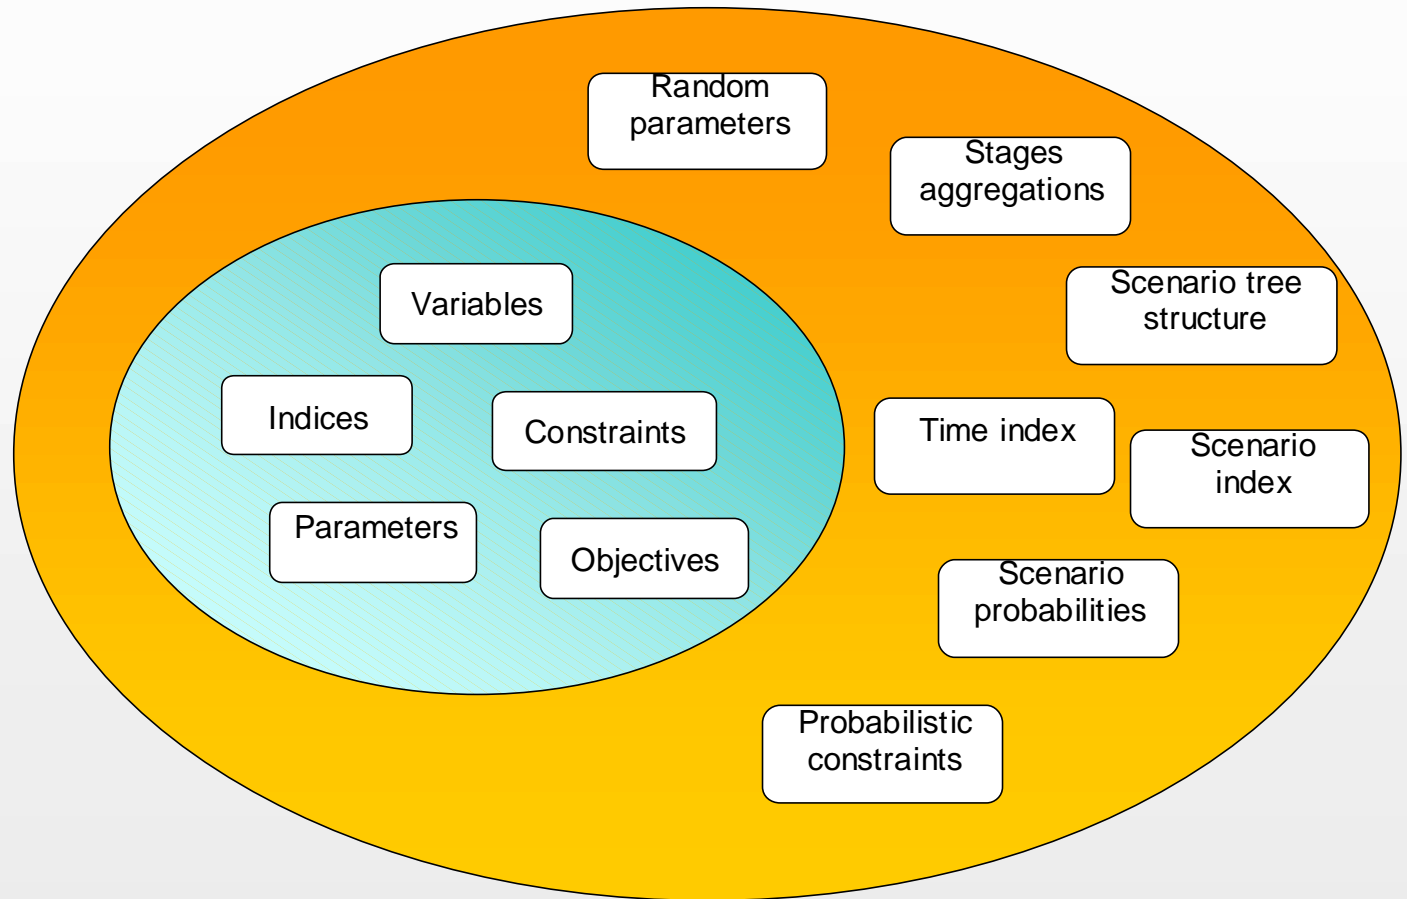 Random
parameters
Stages
aggregations
Scenario tree
structure
Variables
Indices
Constraints
Time index
Scenario
index
Parameters
Objectives
Scenario
probabilities
Probabilistic
constraints